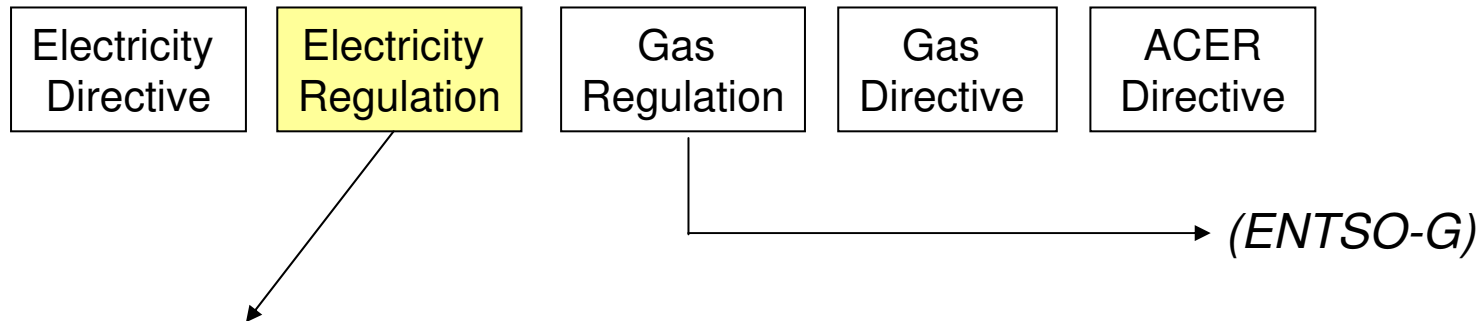 Electricity
Directive
Electricity
Regulation
Gas
Regulation
Gas
Directive
ACER
Directive
(ENTSO-G)